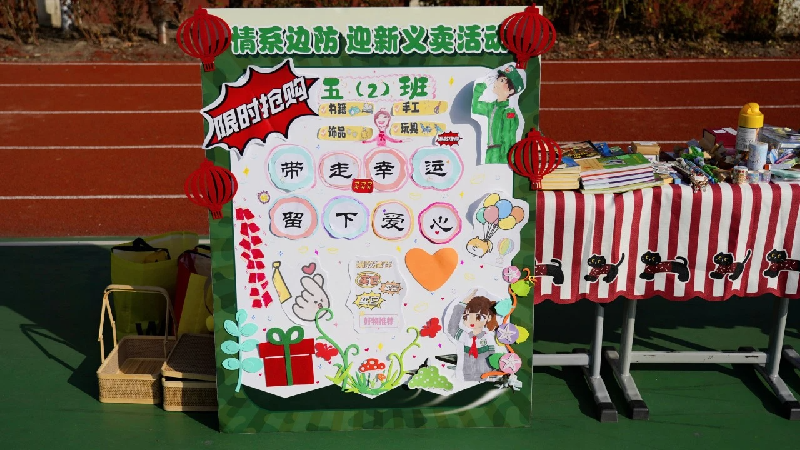 情系边防 迎新义卖活动
限时抢购
五（2）班
书籍 手工
饰品 玩具
带走幸运
留下爱心